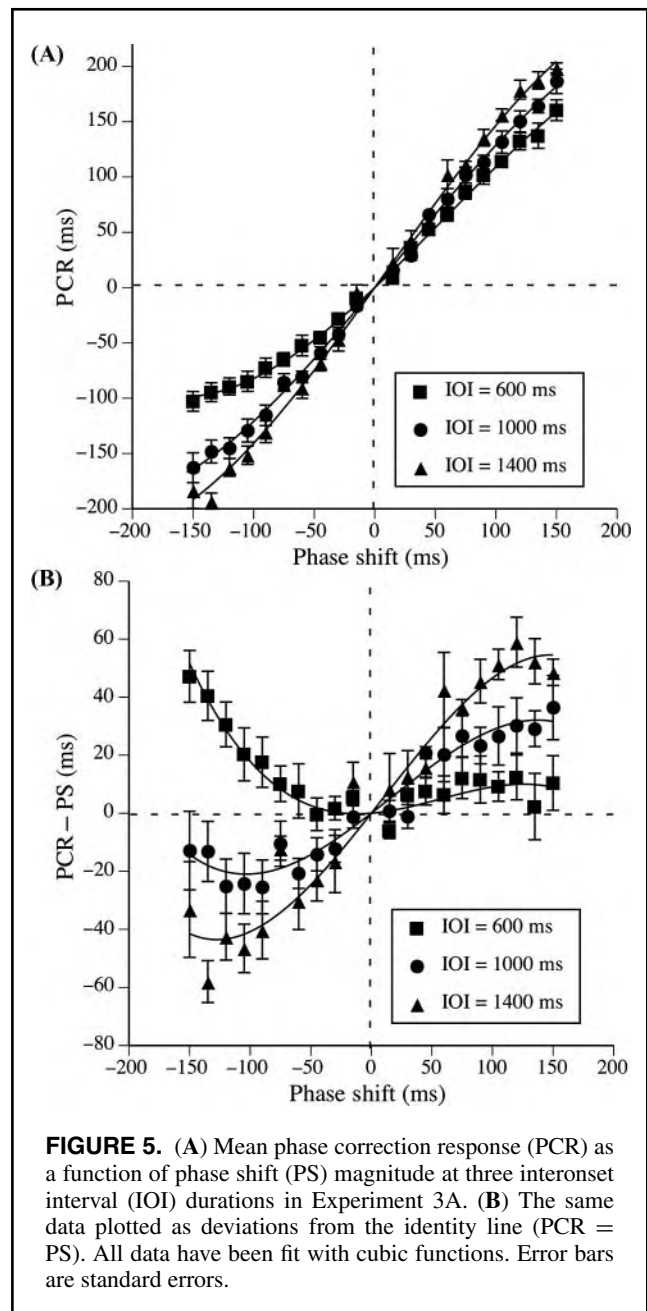 (A)
200
150
100
50
0
−50
−100
−150
−200
PCR (ms)
IOI = 600 ms
IOI = 1000 ms
IOI = 1400 ms
−200 −150 −100 −50 0 50 100 150 200
Phase shift (ms)
(B)
80
60
40
20
0
−20
−40
−60
−80
PCR – PS (ms)
IOI = 600 ms
IOI = 1000 ms
IOI = 1400 ms
−200 −150 −100 −50 0 50 100 150 200
Phase shift (ms)
FIGURE 5. (A) Mean phase correction response (PCR) as
a function of phase shift (PS) magnitude at three interonset
interval (IOI) durations in Experiment 3A. (B) The same
data plotted as deviations from the identity line (PCR =
PS). All data have been fit with cubic functions. Error bars
are standard errors.